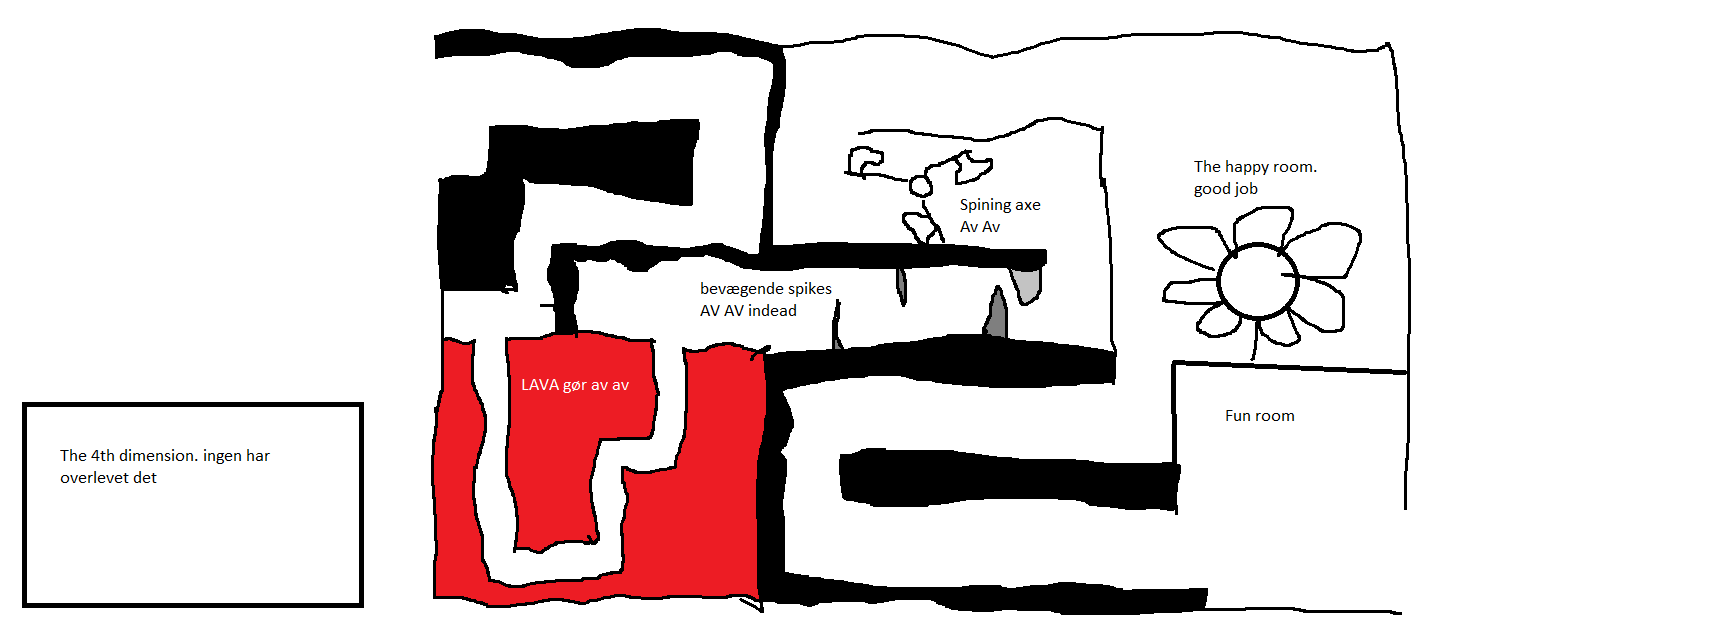 The happy room.
good job
Spining axe
Av Av
bevægende spikes
AV AV indead
LAVA gør av av
Fun room
The 4th dimension. ingen har
overlevet det